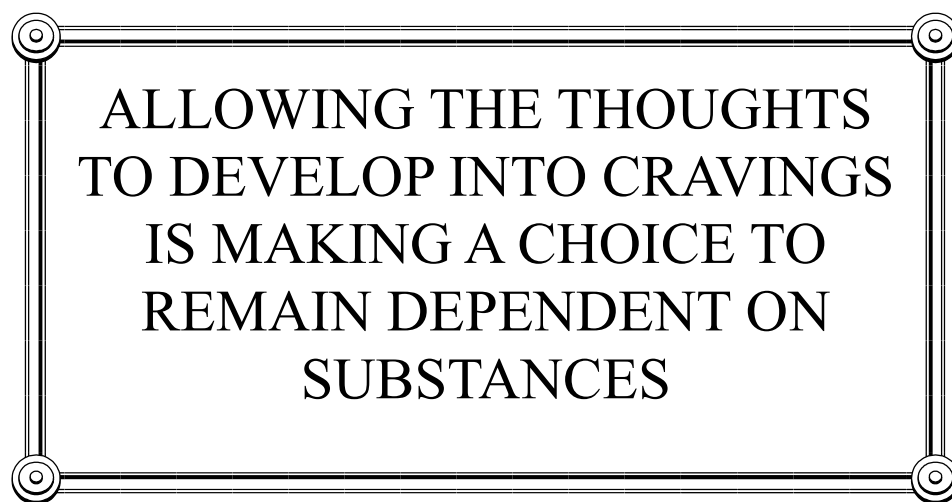 ALLOWING THE THOUGHTS
TO DEVELOP INTO CRAVINGS
IS MAKING A CHOICE TO
REMAIN DEPENDENT ON
SUBSTANCES